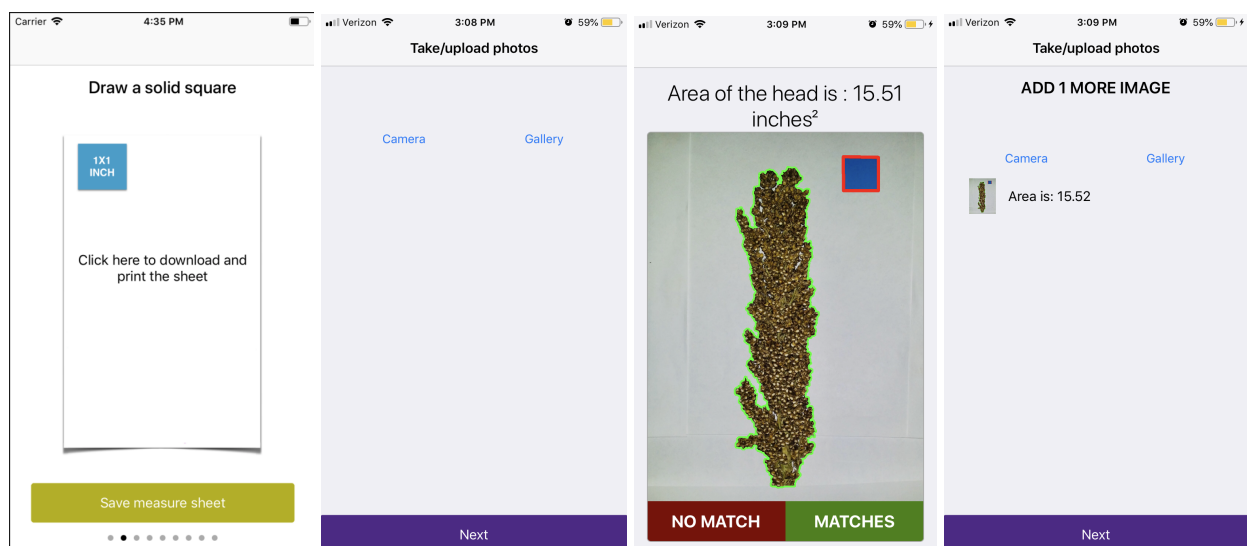 Carrier 4:35 PM
Draw a solid square
1X1
INCH
Click here to download and
print the sheet
Save measure sheet
Verizon 3:08 PM 59%
Take/upload photos
Camera Gallery
Next
Verizon 3:09 PM 59%
Area of the head is : 15.51
inches²
NO MATCH MATCHES
Verizon 3:09 PM 59%
Take/upload photos
ADD 1 MORE IMAGE
Camera Gallery
Area is: 15.52
Next